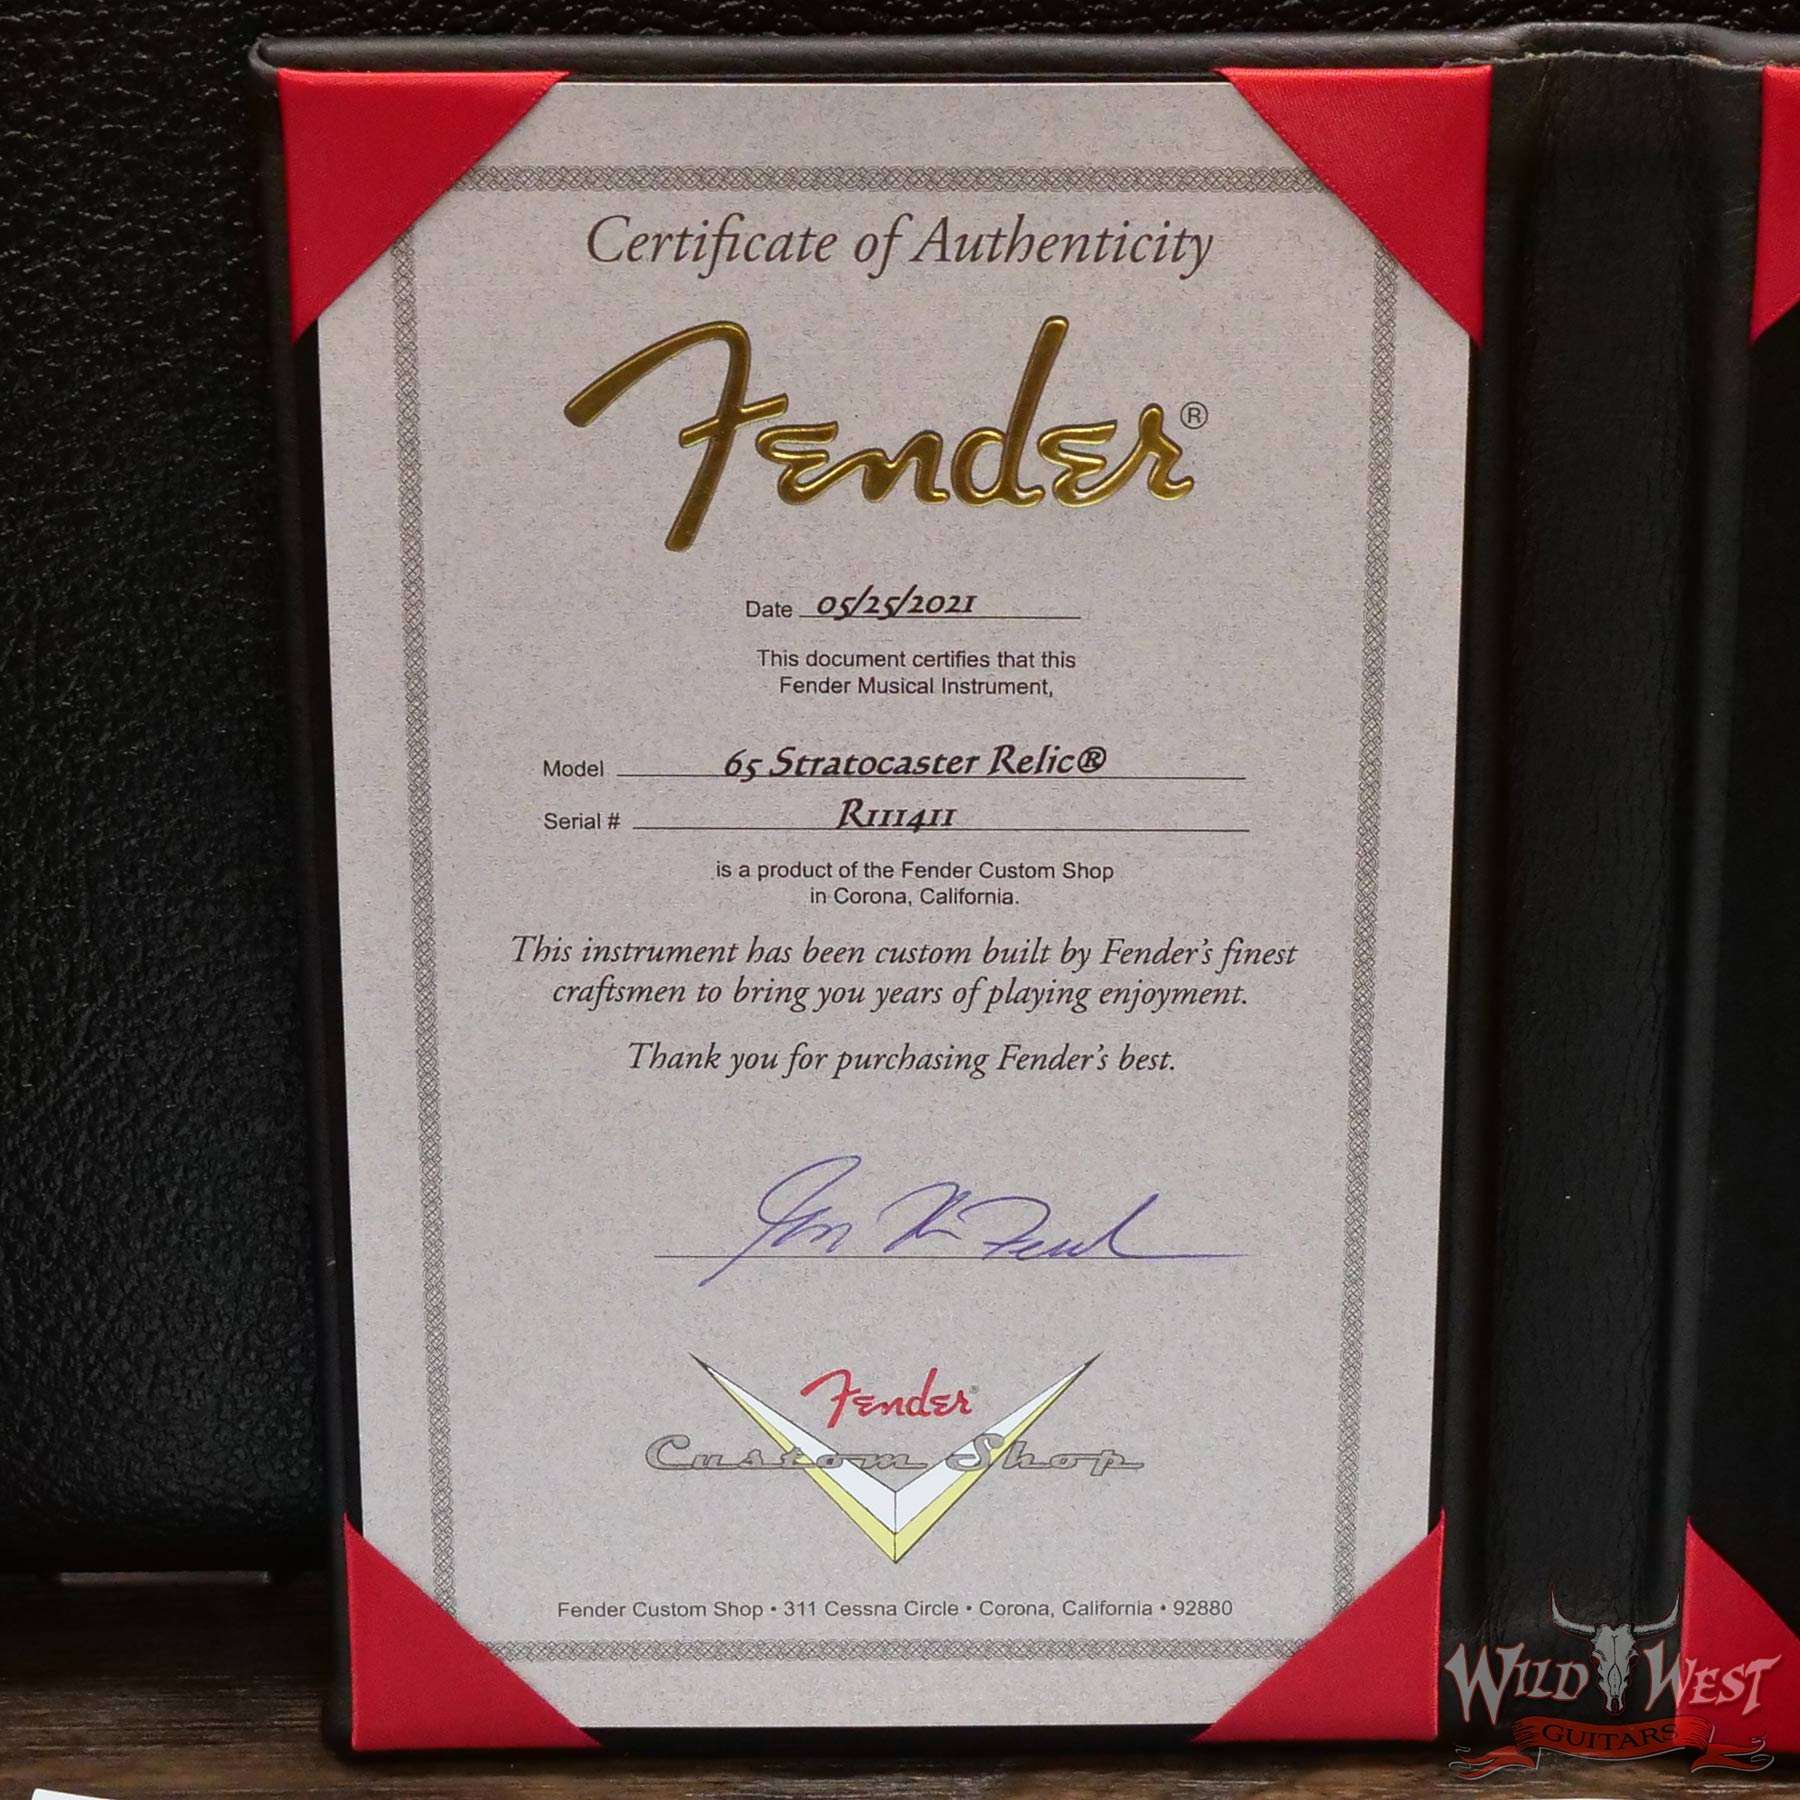 Certificate of Authenticity
Fender®
Date 05/25/2021
This document certifies that this
Fender Musical Instrument,
Model 65 Stratocaster Relic®
Serial # R111411
is a product of the Fender Custom Shop
in Corona, California.
This instrument has been custom built by Fender's finest
craftsmen to bring you years of playing enjoyment.
Thank you for purchasing Fender's best.
Fender®
Custom Shop
Fender Custom Shop • 311 Cessna Circle • Corona, California • 92880
WILD WEST
GUITARS